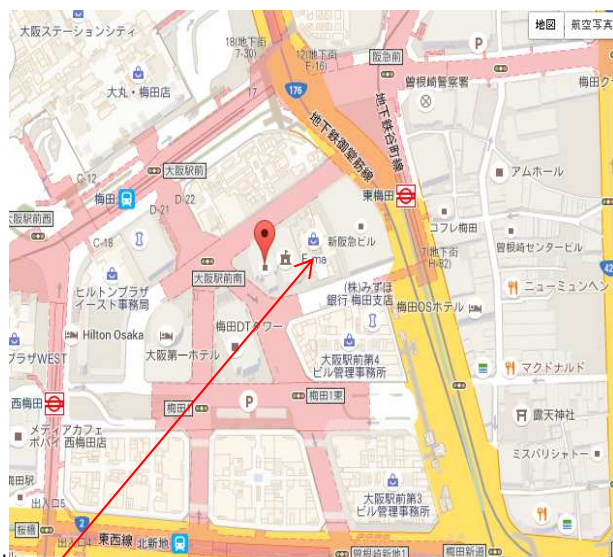 大阪ステーションシティ
18(地下街
7-30)
12(地下街
F-16)
阪急前
P
地図
航空写真
大丸・梅田店
17
176
曽根崎警察署
地下鉄御堂筋線
地下鉄谷町線
大阪駅前
C-12
梅田
D-22
D-21
大阪駅前西
C-18
東梅田
アムホール
コフレ梅田
新阪急ビル
E-ma
7(地下街
H-82)
曽根崎センタービル
大阪駅前南
ヒルトンプラザ
イースト事務局
(株)みずほ
銀行 梅田支店
梅田OSホテル
ニューミュンヘン
Hilton Osaka
梅田DTタワー
大阪第一ホテル
プラザWEST
大阪駅前第4
ビル管理事務所
マクドナルド
西梅田
梅田1
P
梅田1東
メディアカフェ
ポパイ 西梅田店
露天神社
ミスパリシャトー
大阪駅前第3
ビル管理事務所
出入口5
桜橋
2
東西線
北新地
曽根崎新地1